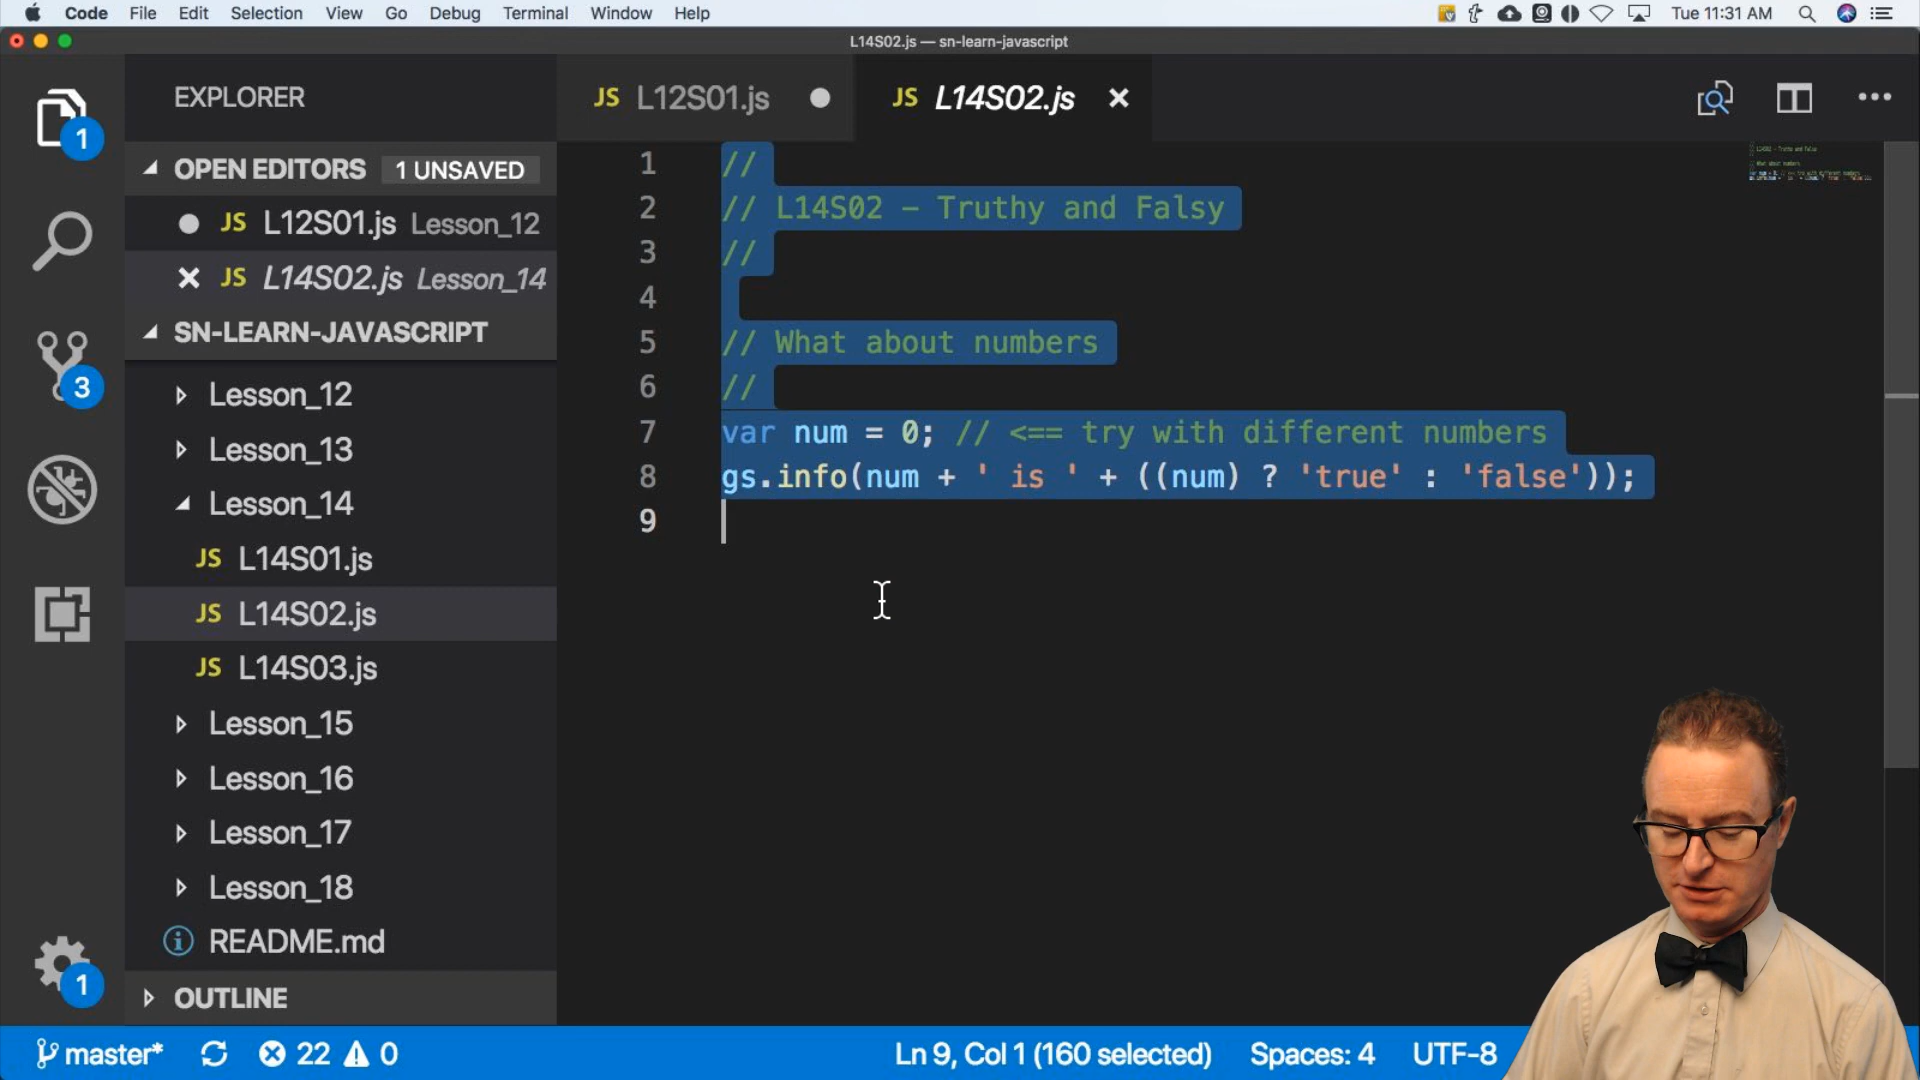 Code File Edit Selection View Go Debug Terminal Window Help Tue 11:31 AM
L14S02.js — sn-learn-javascript
EXPLORER
JS L12S01.js
JS L14S02.js
1
OPEN EDITORS 1 UNSAVED
JS L12S01.js Lesson_12
JS L14S02.js Lesson_14
SN-LEARN-JAVASCRIPT
3
Lesson_12
Lesson_13
Lesson_14
JS L14S01.js
JS L14S02.js
JS L14S03.js
Lesson_15
Lesson_16
Lesson_17
Lesson_18
README.md
1
OUTLINE
1 //
2 // L14S02 - Truthy and Falsy
3 //
4
5 // What about numbers
6 //
7 var num = 0; // <== try with different numbers
8 gs.info(num + ' is ' + ((num) ? 'true' : 'false'));
9
master* 22 0 Ln 9, Col 1 (160 selected) Spaces: 4 UTF-8